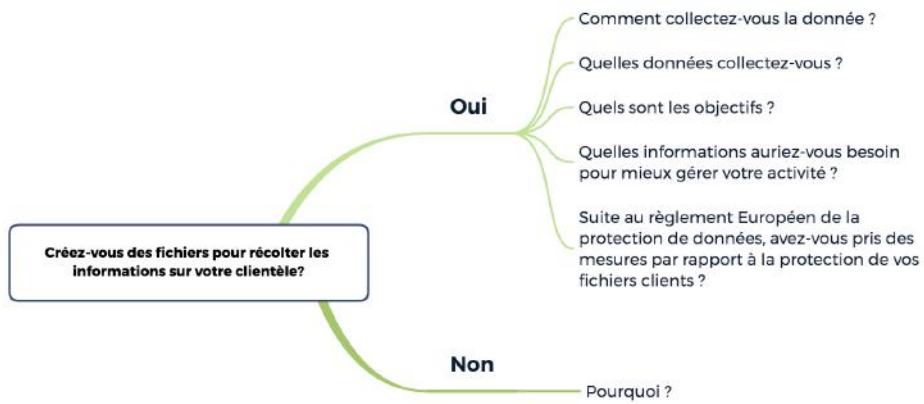 Comment collectez-vous la donnée ?
Quelles données collectez-vous ?
Oui
Quels sont les objectifs ?
Quelles informations auriez-vous besoin
pour mieux gérer votre activité ?
Suite au règlement Européen de la
protection de données, avez-vous pris des
mesures par rapport à la protection de vos
fichiers clients ?
Créez-vous des fichiers pour récolter les
informations sur votre clientèle?
Non
Pourquoi ?